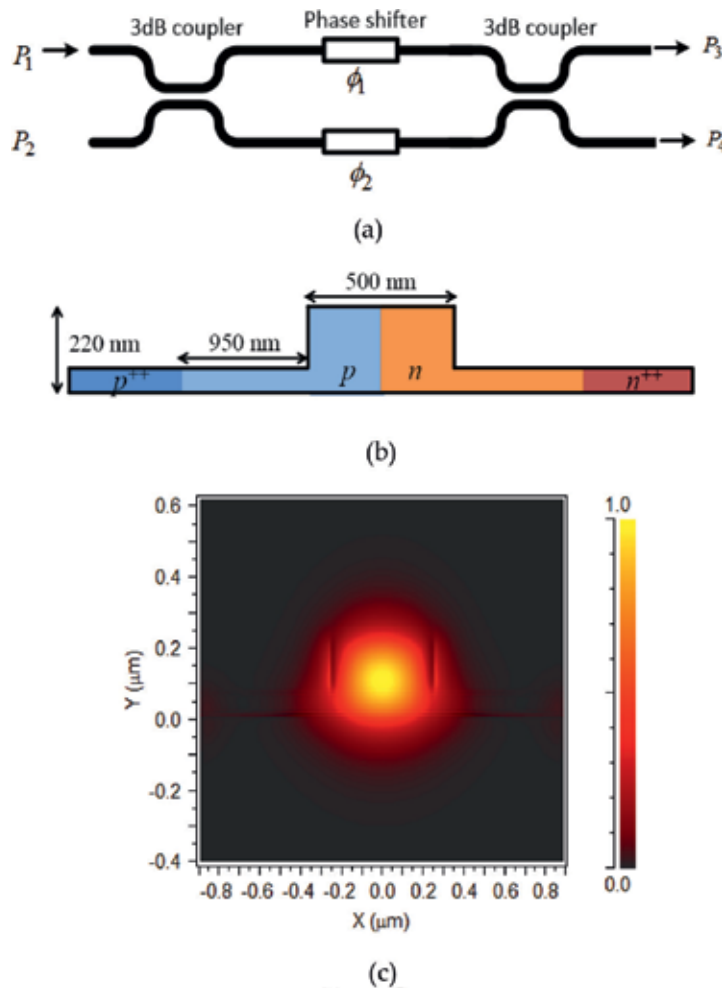 3dB coupler Phase shifter 3dB coupler
P1 P3
ϕ1
P2 P4
ϕ2
(a)
500 nm
220 nm 950 nm
p++ p n n++
(b)
0.6 1.0
0.4
0.2
Y (μm)
0.0
-0.2
-0.4 0.0
-0.8 -0.6 -0.4 -0.2 0.0 0.2 0.4 0.6 0.8
X (μm)
(c)